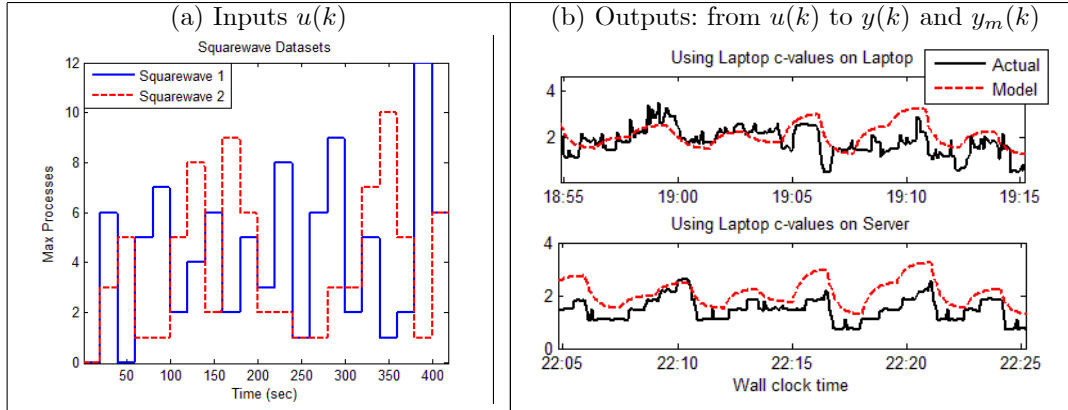 (a) Inputs u(k)
Squarewave Datasets
Squarewave 1
Squarewave 2
12
10
8
6
4
2
0
Max Processes
50 100 150 200 250 300 350 400
Time (sec)
(b) Outputs: from u(k) to y(k) and y_m(k)
Using Laptop c-values on Laptop
Actual
Model
4
2
18:55 19:00 19:05 19:10 19:15
Using Laptop c-values on Server
4
2
0
22:05 22:10 22:15 22:20 22:25
Wall clock time